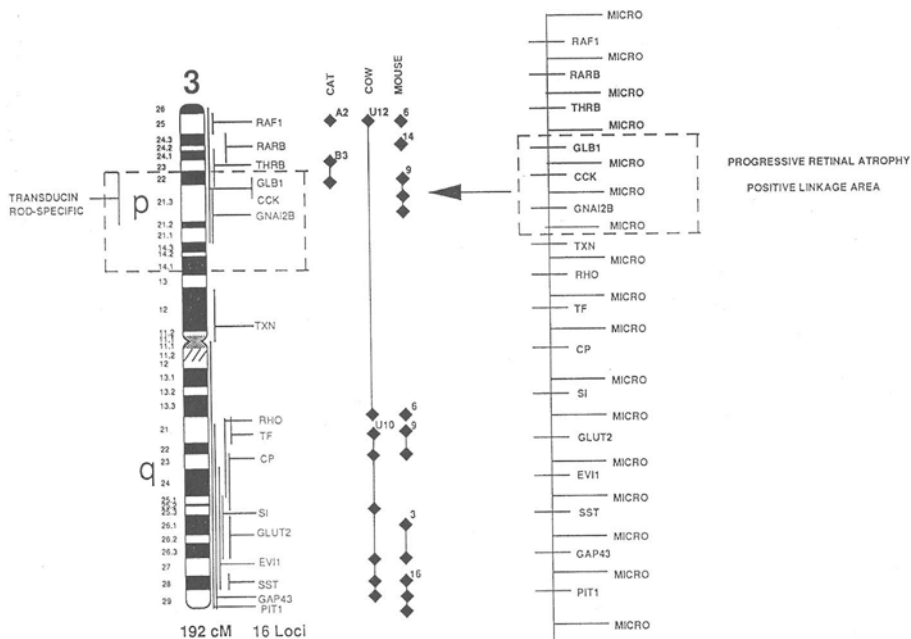 3
CAT
COW
MOUSE
26
25
24.3
24.2
24.1
23
22
21.3
21.2
21.1
14.3
14.2
14.1
13
12
11.2
11.1
11.1
11.2
12
13.1
13.2
13.3
21
22
23
24
25.1
25.3
26.1
26.2
26.3
27
28
29
p
q
TRANSDUCIN
ROD-SPECIFIC
RAF1
RARB
THRB
GLB1
CCK
GNAI2B
TXN
RHO
TF
CP
SI
GLUT2
EVI1
SST
GAP43
PIT1
A2
B3
U12
U10
6
14
9
6
9
3
16
192 cM 16 Loci
MICRO
RAF1
MICRO
RARB
MICRO
THRB
MICRO
GLB1
MICRO
CCK
MICRO
GNAI2B
MICRO
TXN
MICRO
RHO
MICRO
TF
MICRO
CP
MICRO
SI
MICRO
GLUT2
MICRO
EVI1
MICRO
SST
MICRO
GAP43
MICRO
PIT1
MICRO
PROGRESSIVE RETINAL ATROPHY
POSITIVE LINKAGE AREA